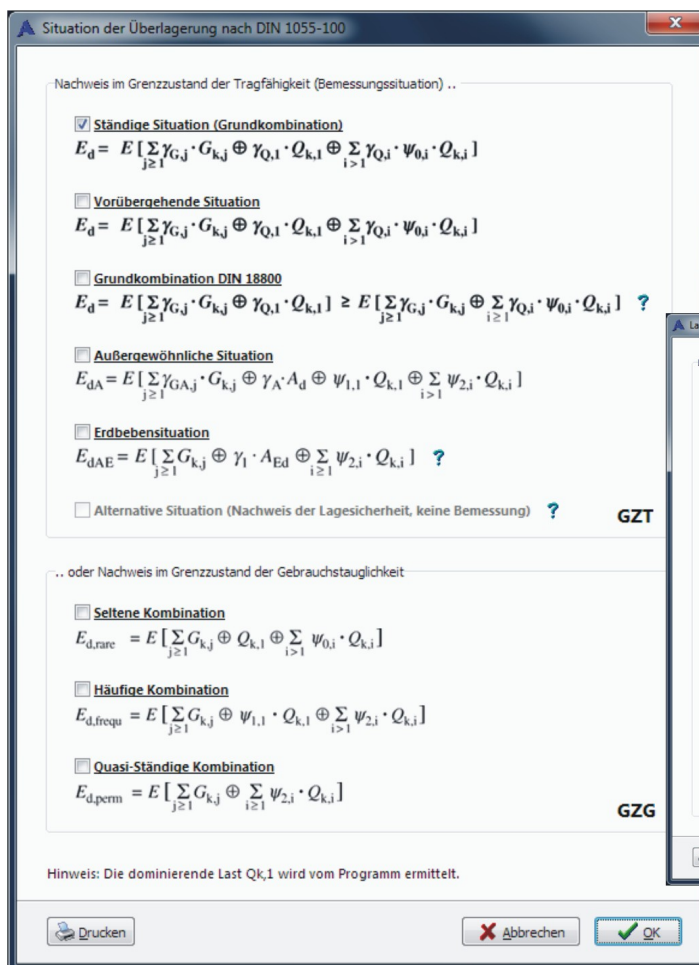 Situation der Überlagerung nach DIN 1055-100
Nachweis im Grenzzustand der Tragfähigkeit (Bemessungssituation) ..
Ständige Situation (Grundkombination)
E_d = E [ Σ_{j≥1} γ_{G,j} · G_{k,j} ⊕ γ_{Q,1} · Q_{k,1} ⊕ Σ_{i>1} γ_{Q,i} · ψ_{0,i} · Q_{k,i} ]
Vorübergehende Situation
E_d = E [ Σ_{j≥1} γ_{G,j} · G_{k,j} ⊕ γ_{Q,1} · Q_{k,1} ⊕ Σ_{i>1} γ_{Q,i} · ψ_{0,i} · Q_{k,i} ]
Grundkombination DIN 18800
E_d = E [ Σ_{j≥1} γ_{G,j} · G_{k,j} ⊕ γ_{Q,1} · Q_{k,1} ] ≥ E [ Σ_{j≥1} γ_{G,j} · G_{k,j} ⊕ Σ_{i≥1} γ_{Q,i} · ψ_{0,i} · Q_{k,i} ] ?
La
Außergewöhnliche Situation
E_{dA} = E [ Σ_{j≥1} γ_{GA,j} · G_{k,j} ⊕ γ_A · A_d ⊕ ψ_{1,1} · Q_{k,1} ⊕ Σ_{i>1} ψ_{2,i} · Q_{k,i} ]
Erdbebensituation
E_{dAE} = E [ Σ_{j≥1} G_{k,j} ⊕ γ_1 · A_{Ed} ⊕ Σ_{i≥1} ψ_{2,i} · Q_{k,i} ] ?
Alternative Situation (Nachweis der Lagesicherheit, keine Bemessung) ? GZT
.. oder Nachweis im Grenzzustand der Gebrauchstauglichkeit
Seltene Kombination
E_{d,rare} = E [ Σ_{j≥1} G_{k,j} ⊕ Q_{k,1} ⊕ Σ_{i>1} ψ_{0,i} · Q_{k,i} ]
Häufige Kombination
E_{d,frequ} = E [ Σ_{j≥1} G_{k,j} ⊕ ψ_{1,1} · Q_{k,1} ⊕ Σ_{i>1} ψ_{2,i} · Q_{k,i} ]
Quasi-Ständige Kombination
E_{d,perm} = E [ Σ_{j≥1} G_{k,j} ⊕ Σ_{i≥1} ψ_{2,i} · Q_{k,i} ]
GZG
Hinweis: Die dominierende Last Qk,1 wird vom Programm ermittelt.
Drucken Abbrechen OK